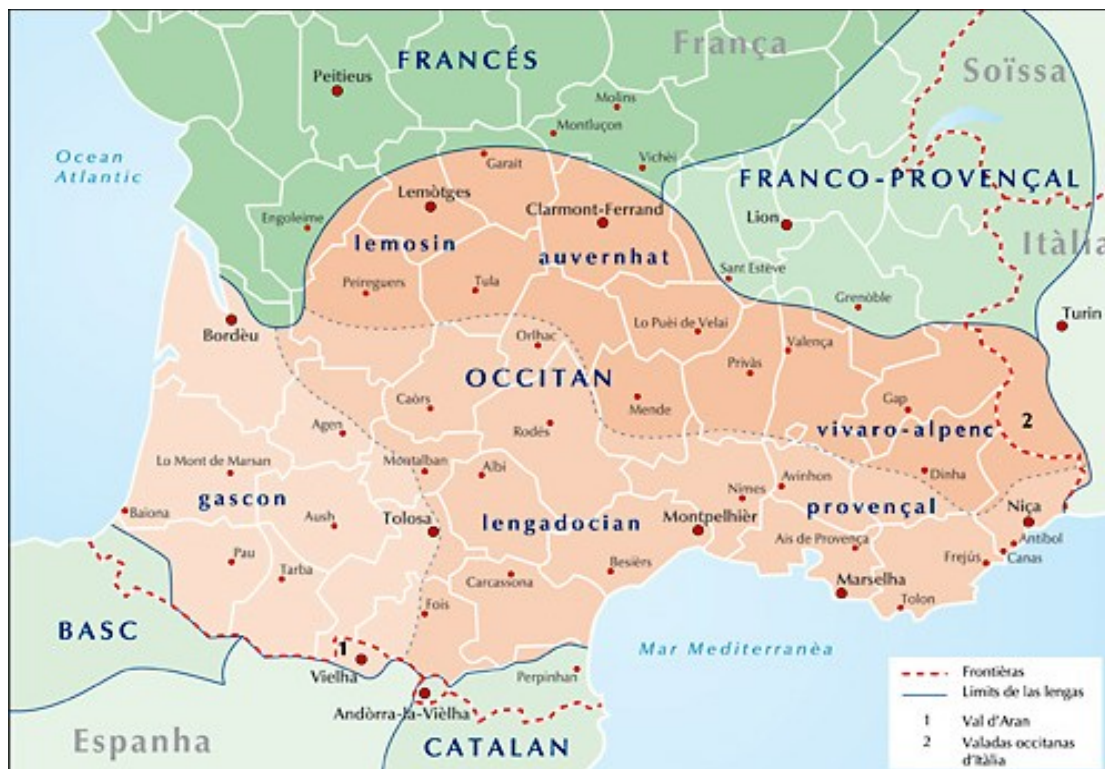 França
FRANCÉS
Soïssa
Peitieus
Molins
Montluçon
Ocean
Atlantic
Garait
Vichèi
FRANCO-PROVENÇAL
Lemòtges
Engoleime
Clarmont-Ferrand
Lion
lemosin
auvernhat
Itàlia
Sant Estève
Peireguers
Tula
Grenòble
Bordèu
Lo Puèi de Velai
Turin
Orlhac
Valença
Privàs
OCCITAN
Caòrs
Mende
Gap
Agen
Rodés
vivaro-alpenc
2
Lo Mont de Marsan
Montalban
Albi
Avinhon
Dinha
gascon
Nimes
Baiona
Aush
Tolosa
lengadocian
Montpelhièr
provençal
Niça
Ais de Provença
Antíbol
Pau
Tarba
Carcassona
Besièrs
Frejús
Canas
Marselha
Fois
Tolon
BASC
1
Vielha
Mar Mediterranèa
Perpinhan
Andòrra-la-Vièlha
Espanha
CATALAN
Frontièras
Limits de las lengas
1 Val d'Aran
2 Valadas occitanas
d'Itàlia